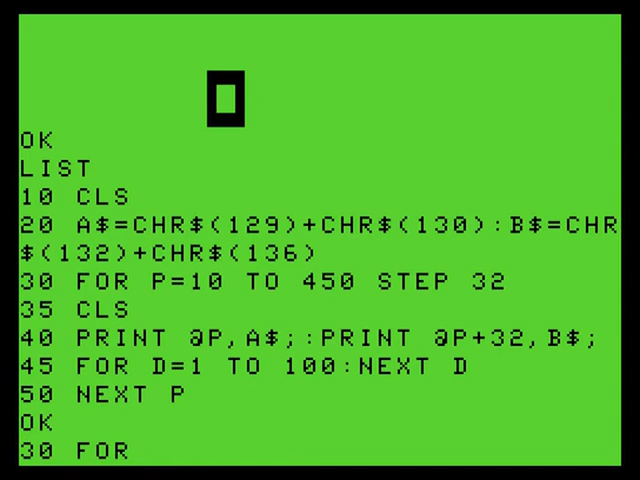 OK
LIST
10 CLS
20 A$=CHR$(129)+CHR$(130):B$=CHR
$(132)+CHR$(136)
30 FOR P=10 TO 450 STEP 32
35 CLS
40 PRINT @P,A$;:PRINT @P+32,B$;
45 FOR D=1 TO 100:NEXT D
50 NEXT P
OK
30 FOR